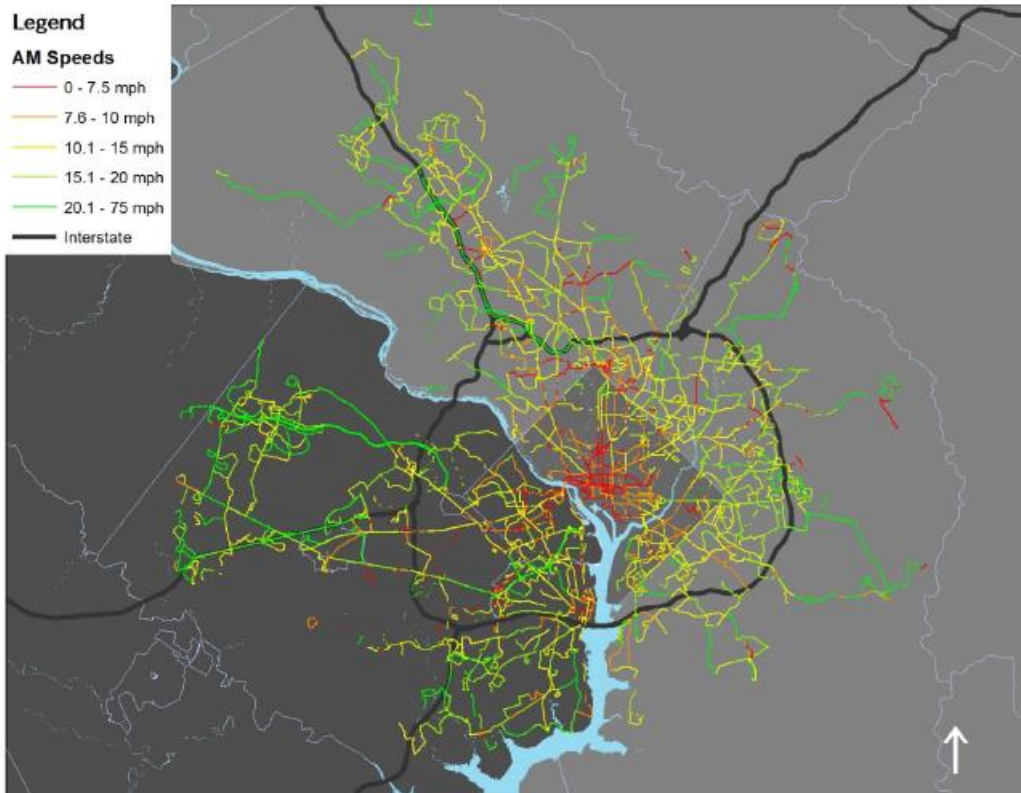 Legend
AM Speeds
0 - 7.5 mph
7.6 - 10 mph
10.1 - 15 mph
15.1 - 20 mph
20.1 - 75 mph
Interstate